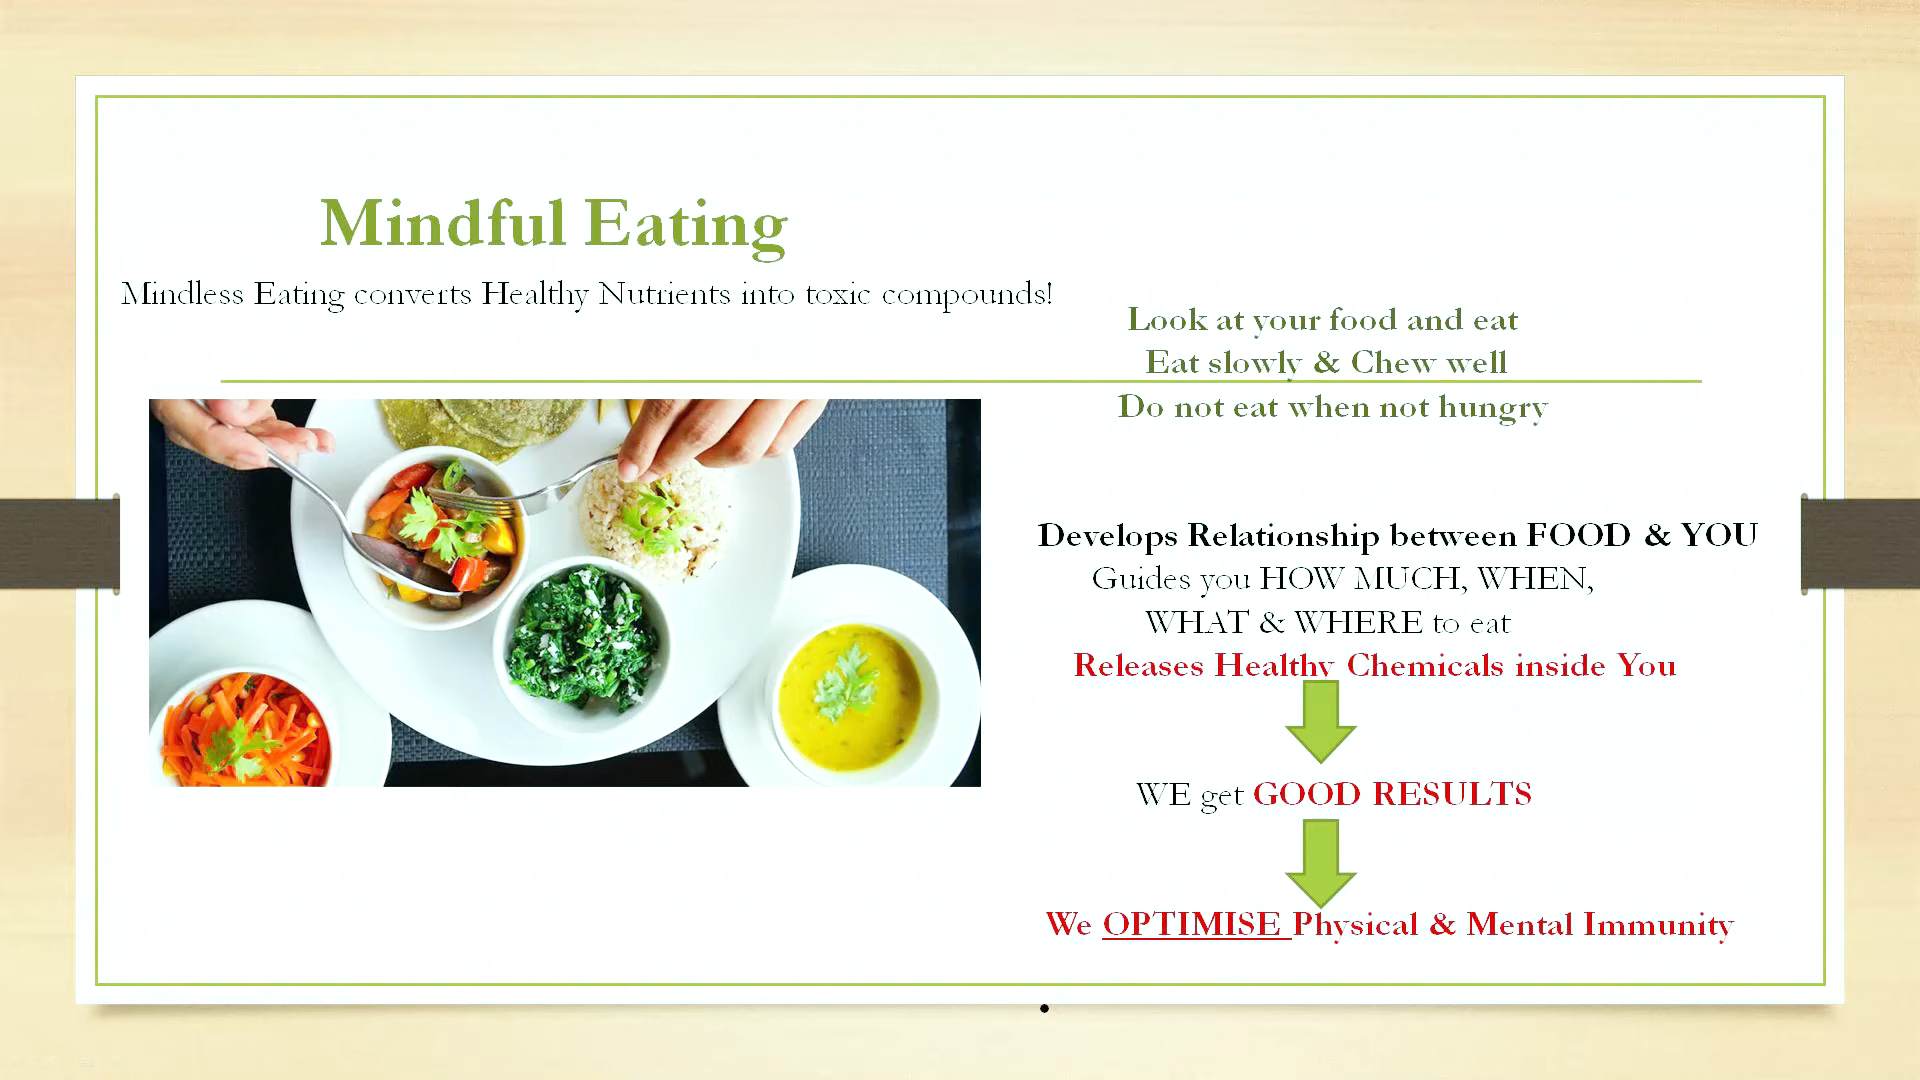 Mindful Eating
Mindless Eating converts Healthy Nutrients into toxic compounds!
Look at your food and eat
Eat slowly & Chew well
Do not eat when not hungry
Develops Relationship between FOOD & YOU
Guides you HOW MUCH, WHEN,
WHAT & WHERE to eat
Releases Healthy Chemicals inside You
WE get GOOD RESULTS
We OPTIMISE Physical & Mental Immunity